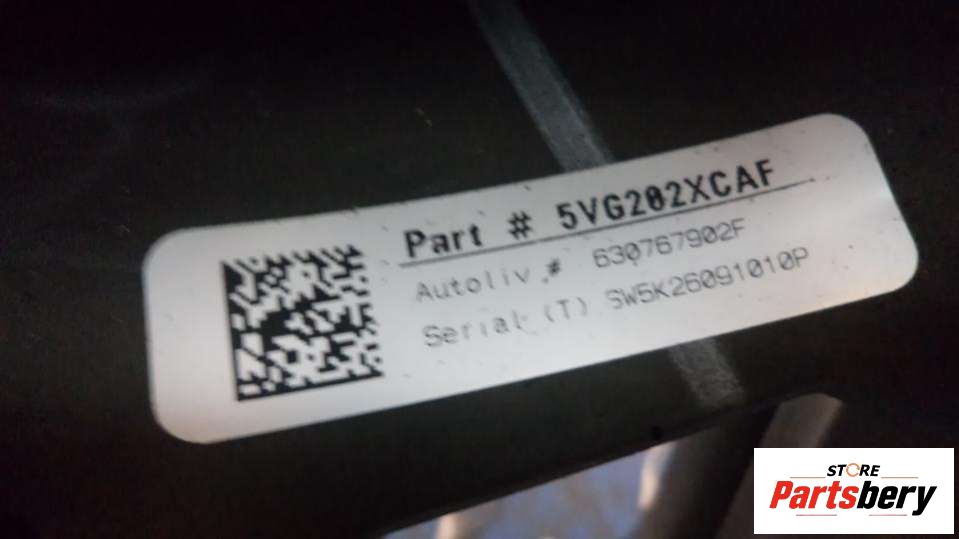 Part # 5VG202XCAF
Autoliv # 630767902F
Serial (T) SW5K26091010P
STORE
Partsbery